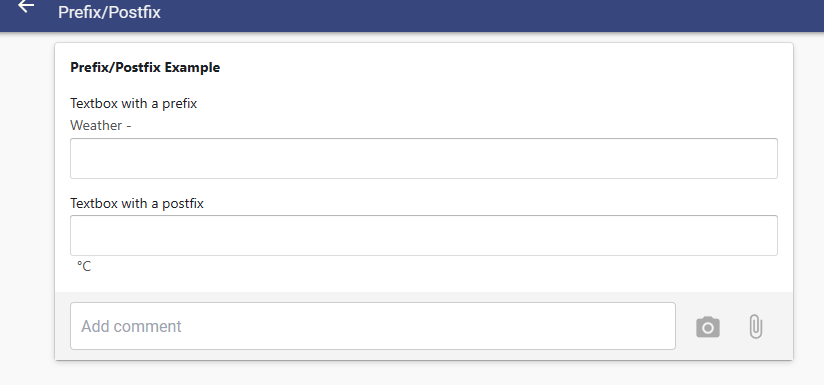 Prefix/Postfix
Prefix/Postfix Example
Textbox with a prefix
Weather -
Textbox with a postfix
°C
Add comment